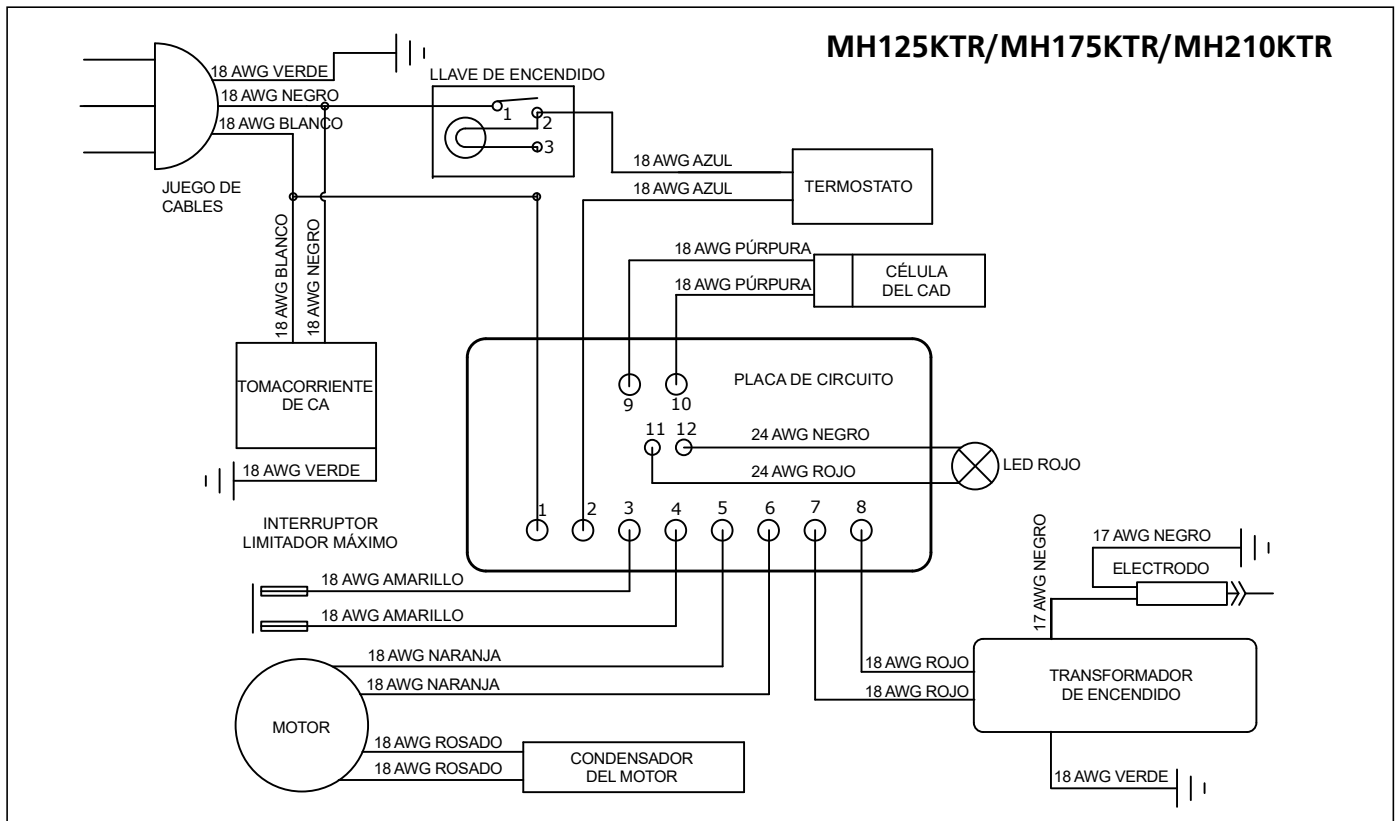 MH125KTR/MH175KTR/MH210KTR
18 AWG VERDE
18 AWG NEGRO
18 AWG BLANCO
JUEGO DE
CABLES
LLAVE DE ENCENDIDO
1
2
3
18 AWG AZUL
18 AWG AZUL
TERMOSTATO
18 AWG BLANCO
18 AWG NEGRO
18 AWG PÚRPURA
18 AWG PÚRPURA
CÉLULA
DEL CAD
TOMACORRIENTE
DE CA
18 AWG VERDE
PLACA DE CIRCUITO
9
10
11
12
24 AWG NEGRO
24 AWG ROJO
LED ROJO
1
2
3
4
5
6
7
8
INTERRUPTOR
LIMITADOR MÁXIMO
18 AWG AMARILLO
18 AWG AMARILLO
17 AWG NEGRO
17 AWG NEGRO
ELECTRODO
18 AWG NARANJA
18 AWG NARANJA
MOTOR
18 AWG ROSADO
18 AWG ROSADO
CONDENSADOR
DEL MOTOR
18 AWG ROJO
18 AWG ROJO
TRANSFORMADOR
DE ENCENDIDO
18 AWG VERDE